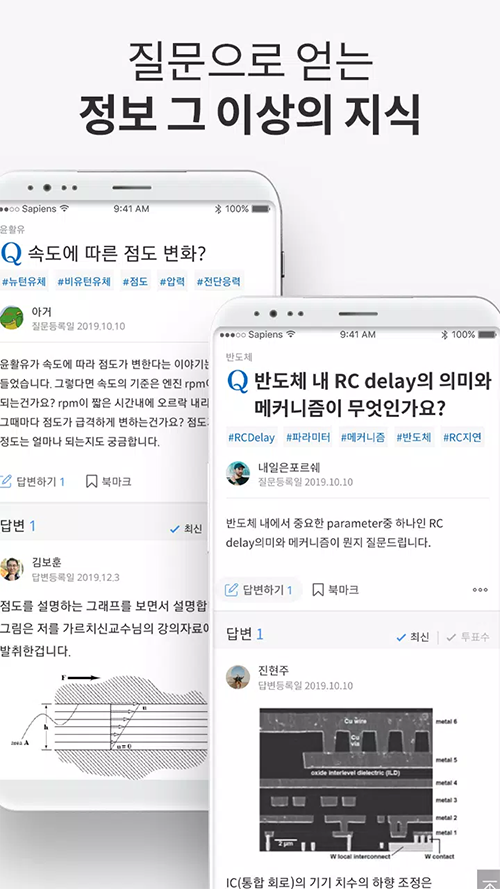 질문으로 얻는
정보 그 이상의 지식
Sapiens
9:41 AM
100%
윤활유
Q 속도에 따른 점도 변화?
#뉴턴유체 #비유턴유체 #점도 #압력 #전단응력
아거
질문등록일 2019.10.10
윤활유가 속도에 따라 점도가 변한다는 이야기는
들었습니다. 그렇다면 속도의 기준은 엔진 rpm이
되는건가요? rpm이 짧은 시간내에 오르락 내리
그때마다 점도가 급격하게 변하는건가요? 점도
정도는 얼마나 되는지도 궁금합니다.
답변하기 1 북마크
답변 1
최신
김보훈
답변등록일 2019.12.3
점도를 설명하는 그래프를 보면서 설명합
그림은 저를 가르치신교수님의 강의자료에
발취한겁니다.
F
h
u
A
u=0
Sapiens
9:41 AM
100%
반도체
Q 반도체 내 RC delay의 의미와
메커니즘이 무엇인가요?
#RCDelay #파라미터 #메커니즘 #반도체 #RC지연
내일은포르쉐
질문등록일 2019.10.10
반도체 내에서 중요한 parameter중 하나인 RC
delay의미와 메커니즘이 뭔지 질문드립니다.
답변하기 1 북마크
답변 1
최신 투표수
진현주
답변등록일 2019.10.10
Cu wire
metal 6
Cu
via
metal 5
oxide interlevel dielectric (ILD)
metal 4
metal 3
metal 2
metal 1
2 μm
W local interconnect
W contact
IC(통합 회로)의 기기 치수의 하향 조정은